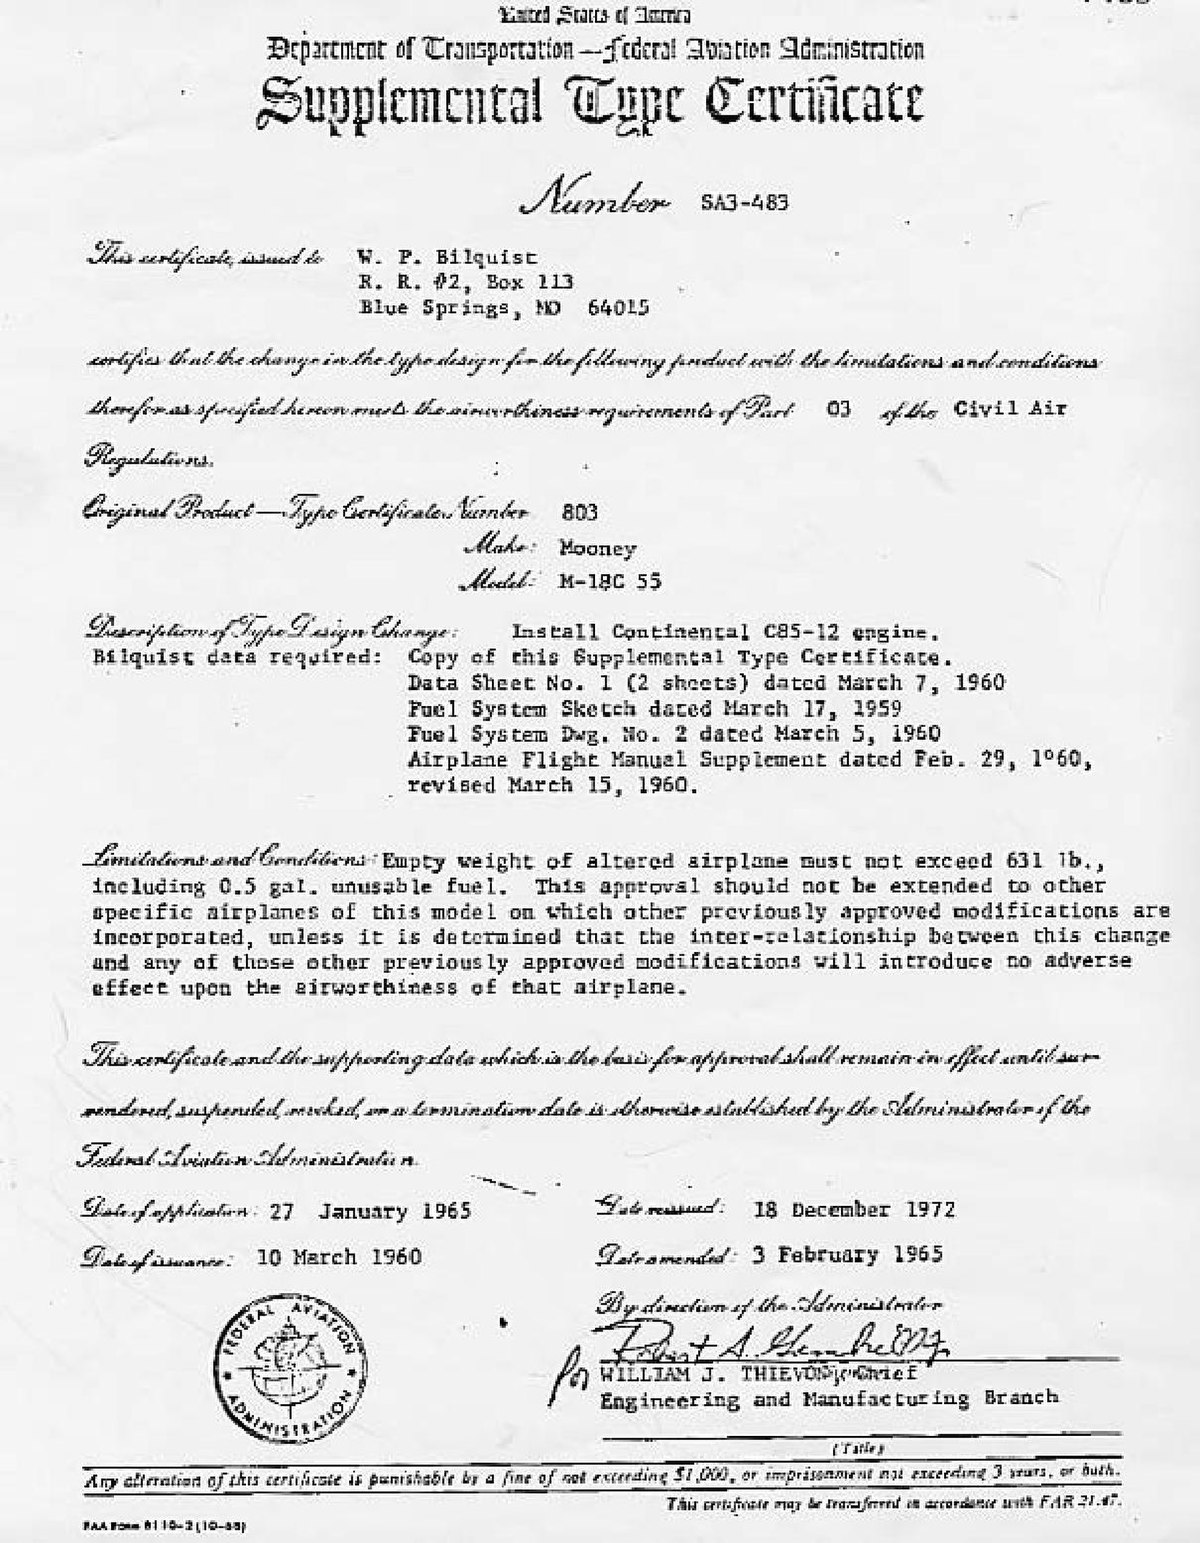 United States of America
Department of Transportation—Federal Aviation Administration
Supplemental Type Certificate
Number SA3-483
This certificate, issued to W. P. Bilquist
R. R. #2, Box 113
Blue Springs, MO 64015
certifies that the change in the type design for the following product with the limitations and conditions
therefor as specified hereon meets the airworthiness requirements of Part 03 of the Civil Air
Regulations.
Original Product—Type Certificate Number 803
Make: Mooney
Model: M-18C 55
Description of Type Design Change: Install Continental C85-12 engine.
Bilquist data required: Copy of this Supplemental Type Certificate.
Data Sheet No. 1 (2 sheets) dated March 7, 1960
Fuel System Sketch dated March 17, 1959
Fuel System Dwg. No. 2 dated March 5, 1960
Airplane Flight Manual Supplement dated Feb. 29, 1960,
revised March 15, 1960.
Limitations and Conditions: Empty weight of altered airplane must not exceed 631 lb.,
including 0.5 gal. unusable fuel. This approval should not be extended to other
specific airplanes of this model on which other previously approved modifications are
incorporated, unless it is determined that the inter-relationship between this change
and any of those other previously approved modifications will introduce no adverse
effect upon the airworthiness of that airplane.
This certificate and the supporting data which is the basis for approval shall remain in effect until sur-
rendered, suspended, revoked, or a termination date is otherwise established by the Administrator of the
Federal Aviation Administration.
Date of application: 27 January 1965 Date reissued: 18 December 1972
Date of issuance: 10 March 1960 Date amended: 3 February 1965
By direction of the Administrator
FEDERAL AVIATION ADMINISTRATION
Robert A.
for WILLIAM J. Chief
Engineering and Manufacturing Branch
(Title)
Any alteration of this certificate is punishable by a fine of not exceeding $1,000, or imprisonment not exceeding 3 years, or both.
This certificate may be transferred in accordance with FAR 21.47.
FAA Form 8110-2 (10-68)